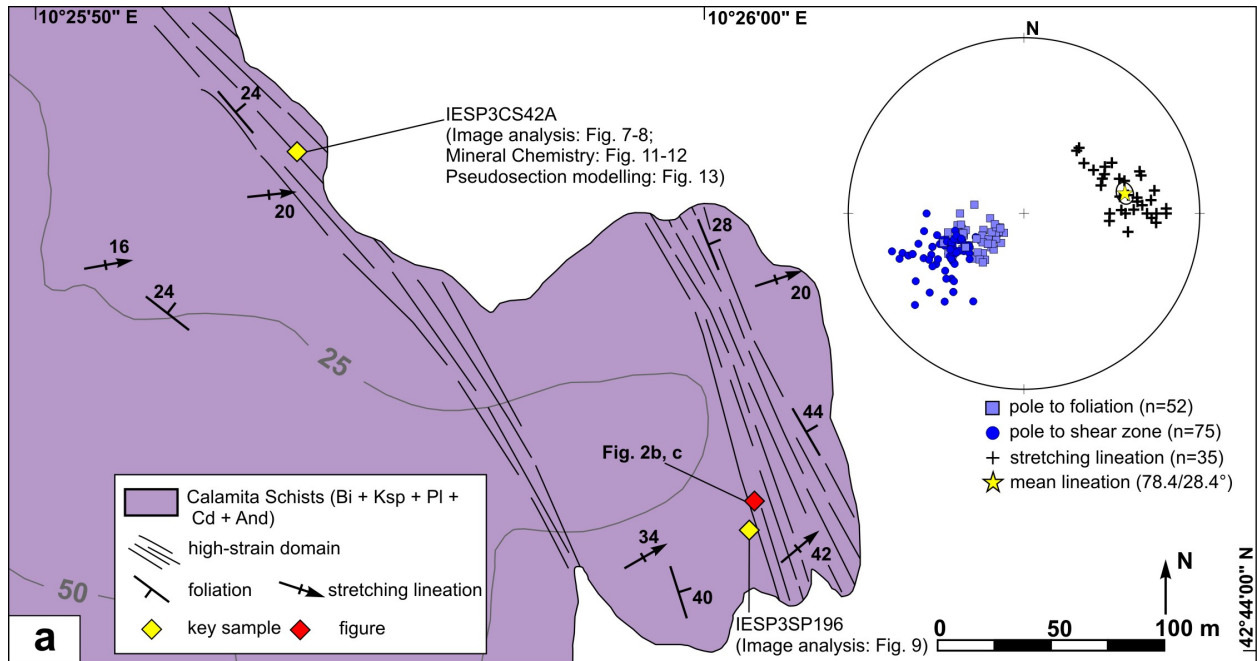 10°25'50" E
10°26'00" E
N
24
IESP3CS42A
(Image analysis: Fig. 7-8;
Mineral Chemistry: Fig. 11-12
Pseudosection modelling: Fig. 13)
20
28
16
20
24
25
pole to foliation (n=52)
pole to shear zone (n=75)
stretching lineation (n=35)
mean lineation (78.4/28.4°)
44
Fig. 2b, c
Calamita Schists (Bi + Ksp + Pl +
Cd + And)
high-strain domain
foliation
stretching lineation
key sample
figure
34
42
40
50
N
42°44'00" N
IESP3SP196
(Image analysis: Fig. 9)
0
50
100 m
a